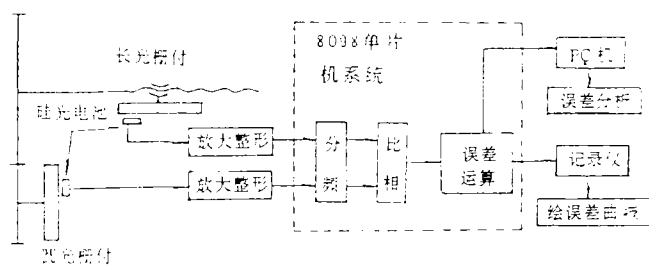 8098单片
机系统
长光栅付
硅光电池
放大整形
放大整形
分
频
比
相
误差
运算
PC机
误差分析
记录仪
绘误差曲线
圆光栅付